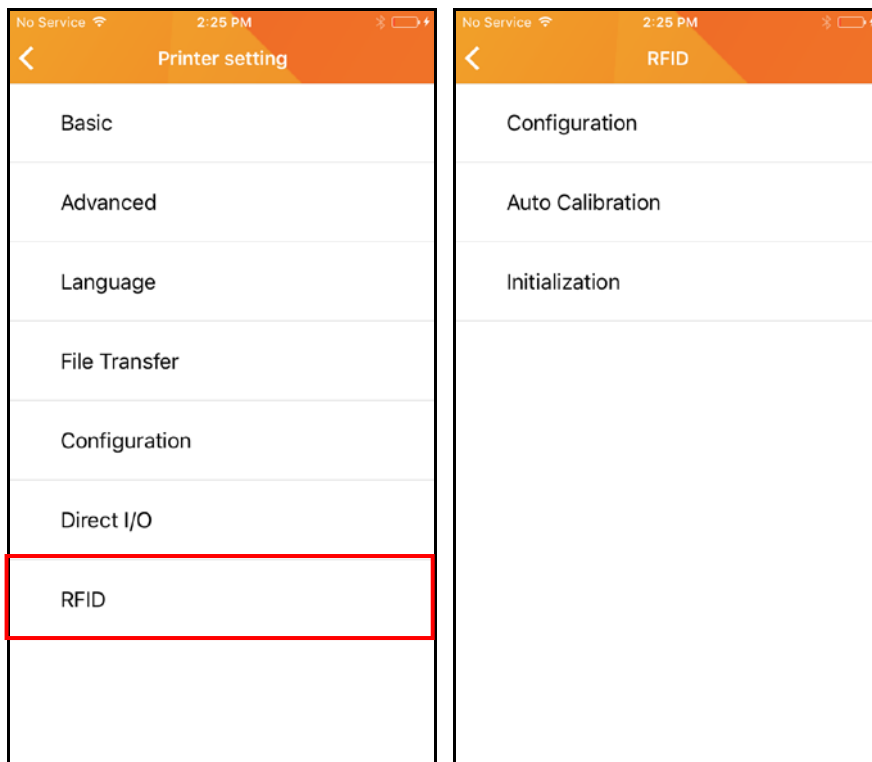 No Service 2:25 PM
Printer setting
Basic
Advanced
Language
File Transfer
Configuration
Direct I/O
RFID
No Service 2:25 PM
RFID
Configuration
Auto Calibration
Initialization